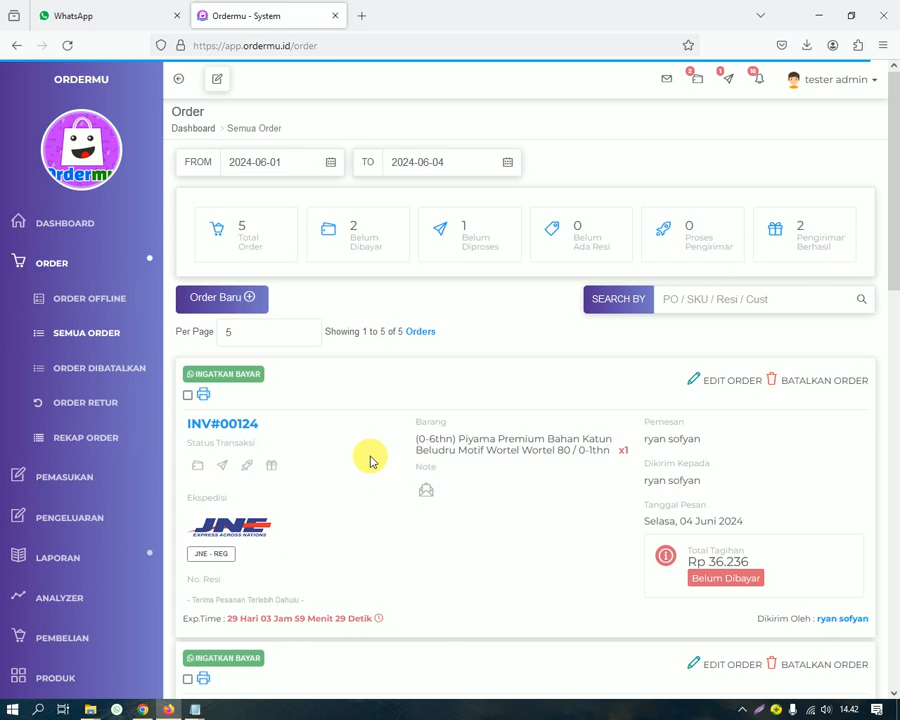 WhatsApp
Ordermu - System
https://app.ordermu.id/order
ORDERMU
Ordermu
DASHBOARD
ORDER
ORDER OFFLINE
SEMUA ORDER
ORDER DIBATALKAN
ORDER RETUR
REKAP ORDER
PEMASUKAN
PENGELUARAN
LAPORAN
ANALYZER
PEMBELIAN
PRODUK
2
1
16
tester admin
Order
Dashboard > Semua Order
FROM 2024-06-01
TO 2024-06-04
5 Total Order
2 Belum Dibayar
1 Belum Diproses
0 Belum Ada Resi
0 Proses Pengirimar
2 Pengirimar Berhasil
Order Baru
SEARCH BY PO / SKU / Resi / Cust
Per Page 5 Showing 1 to 5 of 5 Orders
INGATKAN BAYAR
EDIT ORDER BATALKAN ORDER
INV#00124
Status Transaksi
Ekspedisi
JNE
EXPRESS ACROSS NATIONS
JNE - REG
No. Resi
- Terima Pesanan Terlebih Dahulu -
Exp.Time : 29 Hari 03 Jam 59 Menit 29 Detik
Barang
(0-6thn) Piyama Premium Bahan Katun
Beludru Motif Wortel Wortel 80 / 0-1thn x1
Note
Pemesan
ryan sofyan
Dikirim Kepada
ryan sofyan
Tanggal Pesan
Selasa, 04 Juni 2024
Total Tagihan
Rp 36.236
Belum Dibayar
Dikirim Oleh : ryan sofyan
INGATKAN BAYAR
EDIT ORDER BATALKAN ORDER
14.42